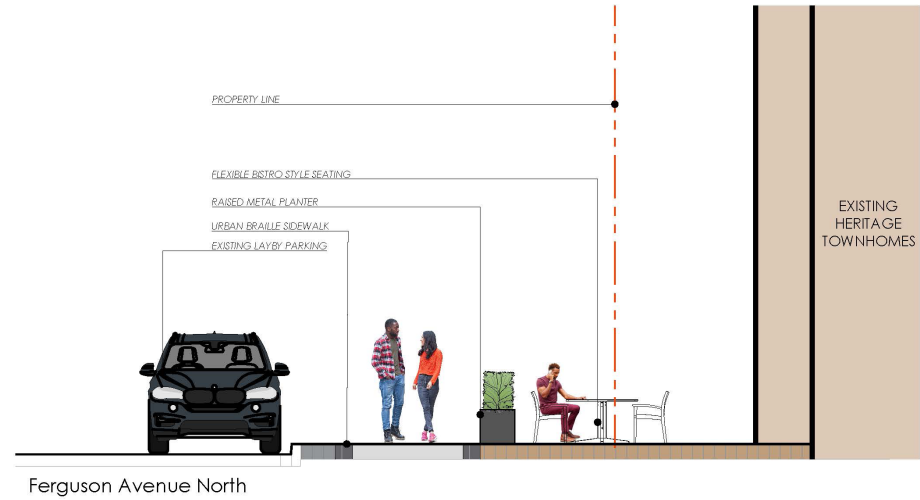 PROPERTY LINE
FLEXIBLE BISTRO STYLE SEATING
RAISED METAL PLANTER
URBAN BRAILLE SIDEWALK
EXISTING LAYBY PARKING
EXISTING
HERITAGE
TOWNHOMES
Ferguson Avenue North